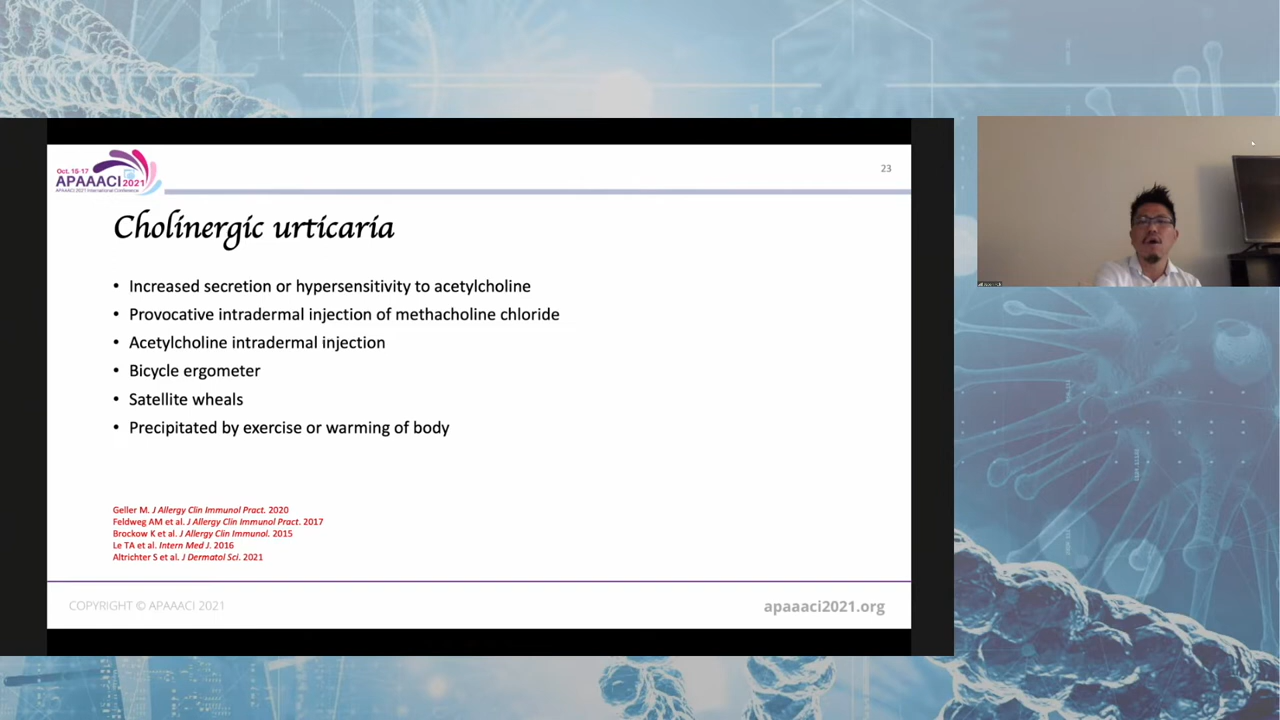 Oct. 15-17
APAAACI 2021
APAAACI 2021 International Conference
23
Cholinergic urticaria
• Increased secretion or hypersensitivity to acetylcholine
• Provocative intradermal injection of methacholine chloride
• Acetylcholine intradermal injection
• Bicycle ergometer
• Satellite wheals
• Precipitated by exercise or warming of body
Geller M. J Allergy Clin Immunol Pract. 2020
Feldweg AM et al. J Allergy Clin Immunol Pract. 2017
Brockow K et al. J Allergy Clin Immunol. 2015
Le TA et al. Intern Med J. 2016
Altrichter S et al. J Dermatol Sci. 2021
COPYRIGHT © APAAACI 2021
apaaaci2021.org